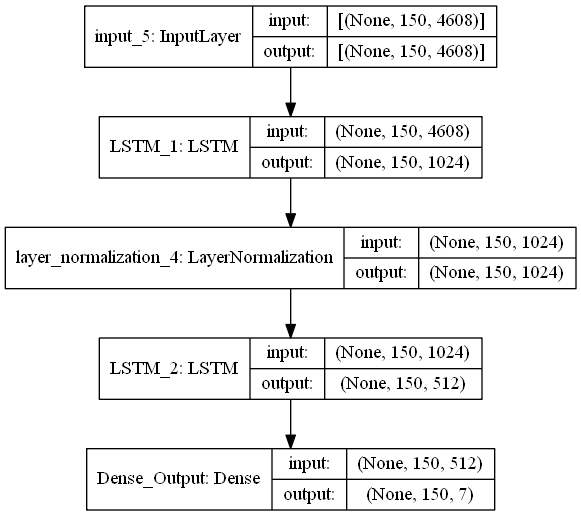 input_5: InputLayer
input: [(None, 150, 4608)]
output: [(None, 150, 4608)]
LSTM_1: LSTM
input: (None, 150, 4608)
output: (None, 150, 1024)
layer_normalization_4: LayerNormalization
input: (None, 150, 1024)
output: (None, 150, 1024)
LSTM_2: LSTM
input: (None, 150, 1024)
output: (None, 150, 512)
Dense_Output: Dense
input: (None, 150, 512)
output: (None, 150, 7)